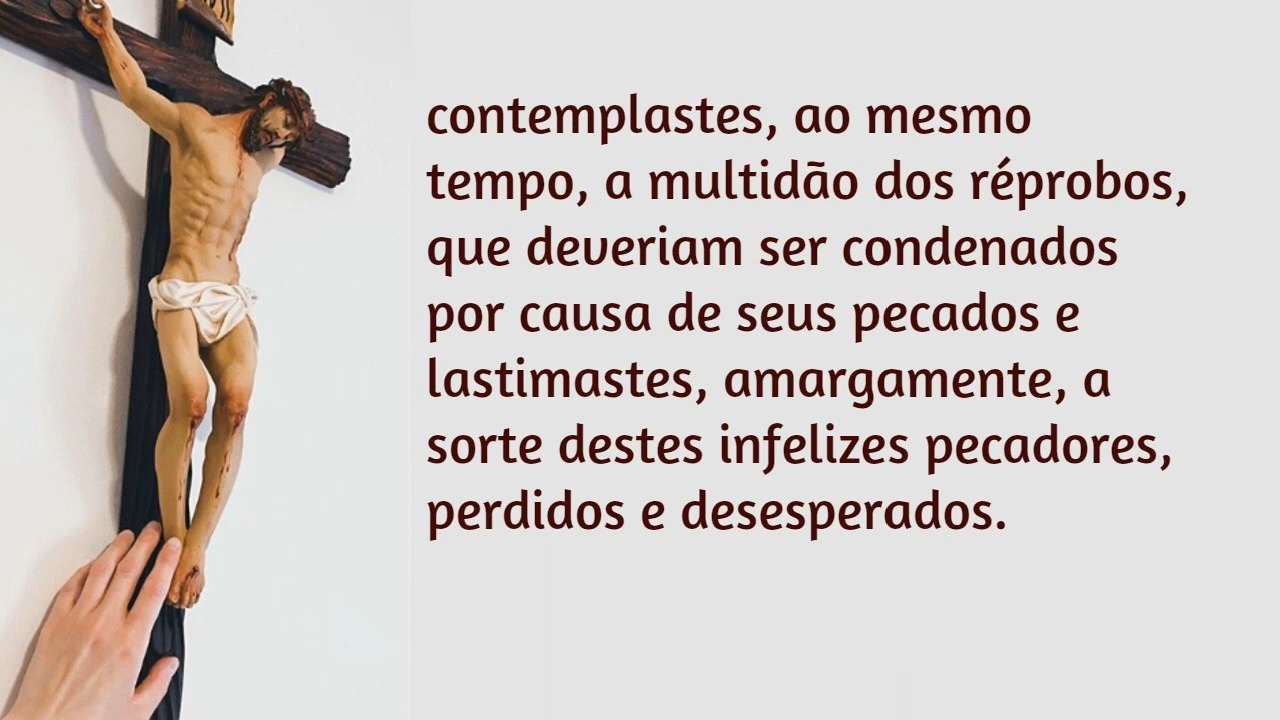 contemplastes, ao mesmo
tempo, a multidão dos réprobos,
que deveriam ser condenados
por causa de seus pecados e
lastimastes, amargamente, a
sorte destes infelizes pecadores,
perdidos e desesperados.